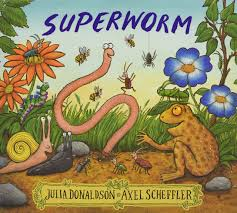 SUPERWORM
JULIA DONALDSON AXEL SCHEFFLER